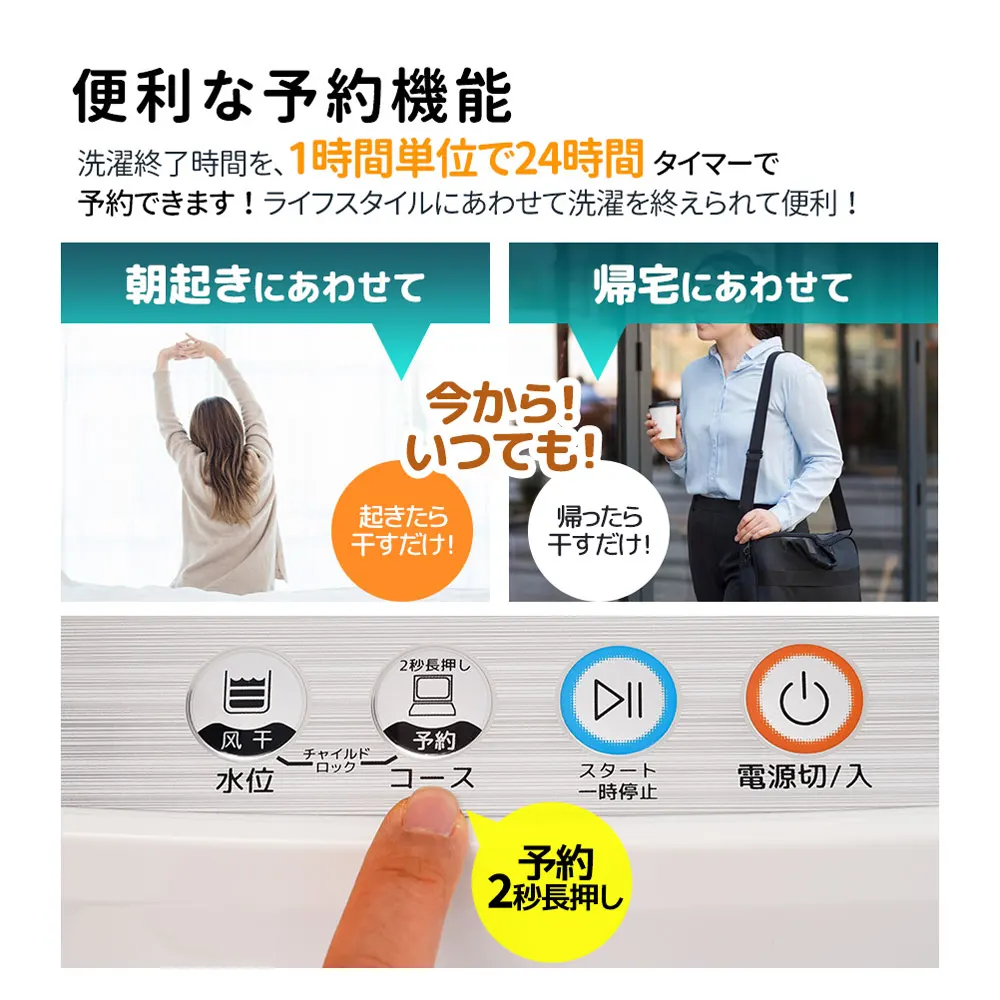 便利な予約機能
洗濯終了時間を、1時間単位で24時間 タイマーで
予約できます！ライフスタイルにあわせて洗濯を終えられて便利！
朝起きにあわせて
帰宅にあわせて
今から!
いつても!
起きたら
干すだけ!
帰ったら
干すだけ!
2秒長押し
风干
予約
チャイルド
ロック
水位
コース
スタート
一時停止
電源切/入
予約
2秒長押し